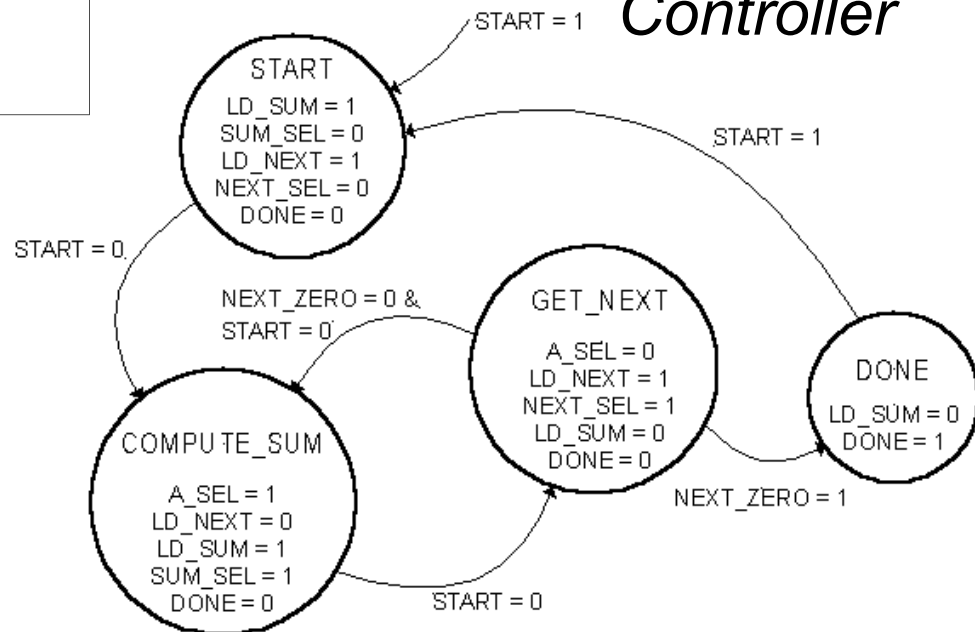 Controller
START = 1
START
LD_SUM = 1
SUM_SEL = 0
LD_NEXT = 1
NEXT_SEL = 0
DONE = 0
START = 1
START = 0
NEXT_ZERO = 0 &
START = 0
GET_NEXT
A_SEL = 0
LD_NEXT = 1
NEXT_SEL = 1
LD_SUM = 0
DONE = 0
DONE
LD_SUM = 0
DONE = 1
NEXT_ZERO = 1
COMPUTE_SUM
A_SEL = 1
LD_NEXT = 0
LD_SUM = 1
SUM_SEL = 1
DONE = 0
START = 0